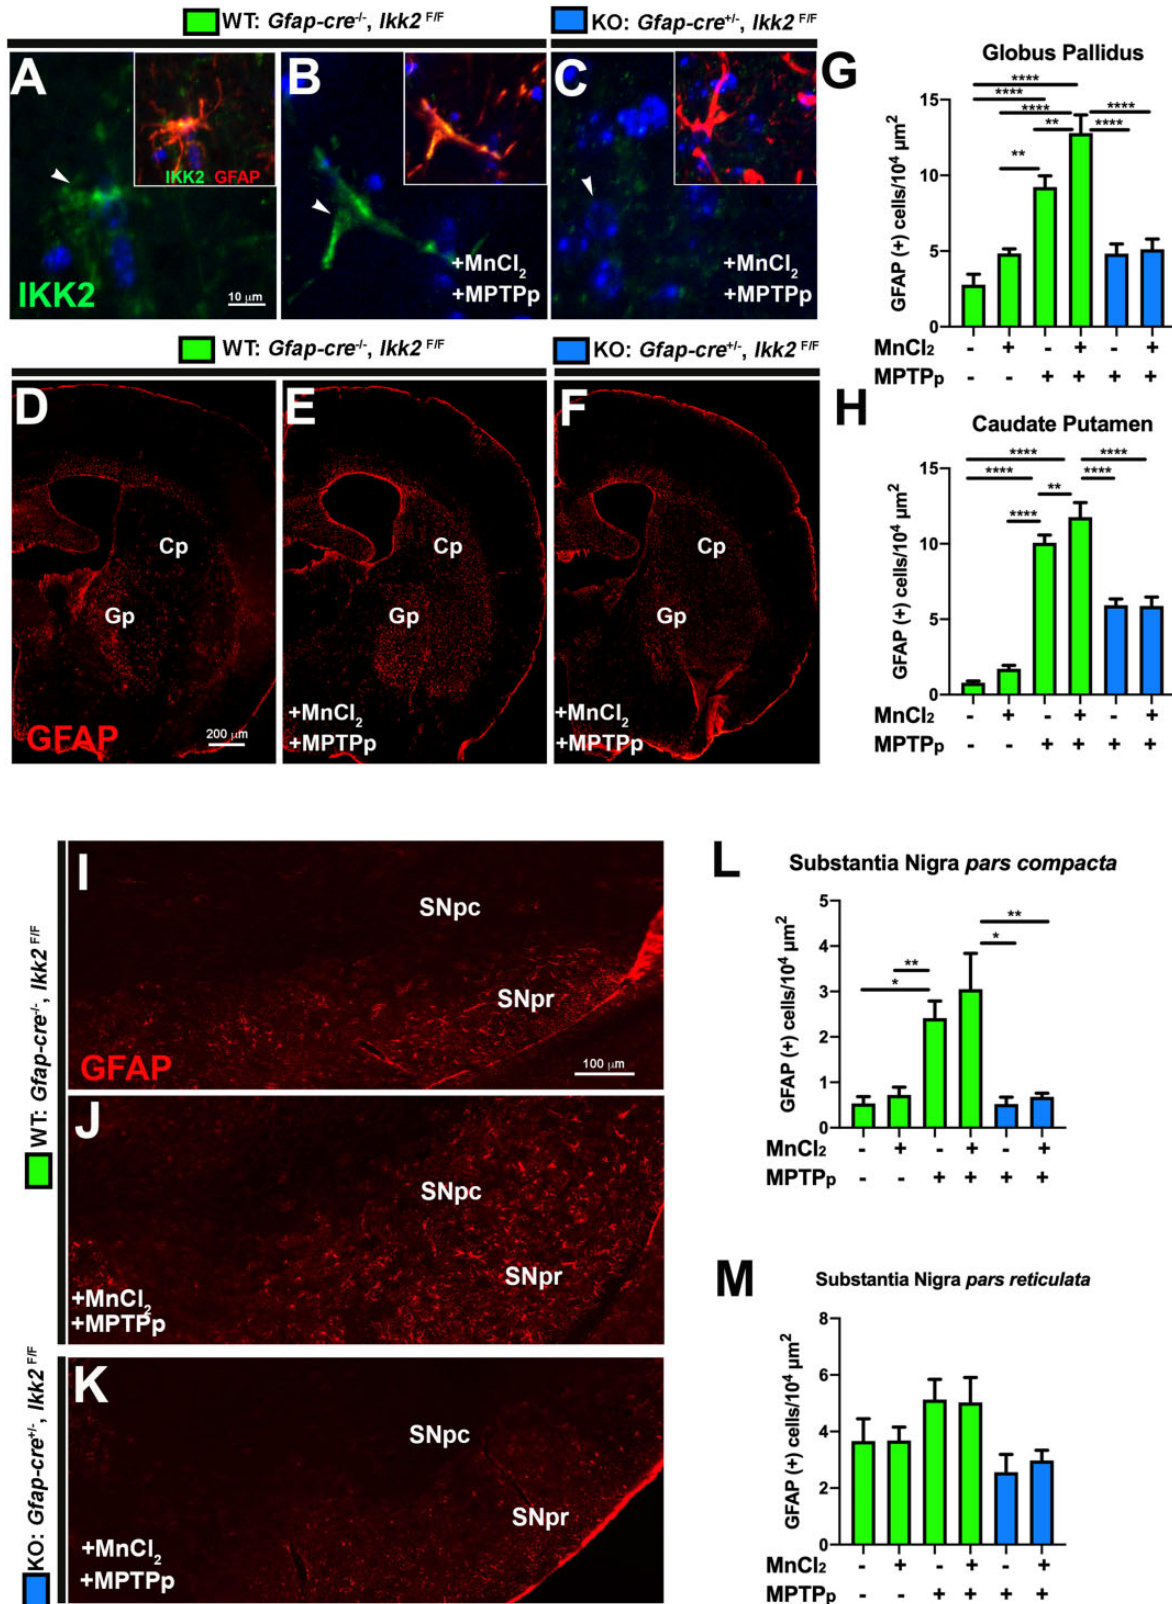 WT: Gfap-cre-/-, Ikk2 F/F
KO: Gfap-cre+/-, Ikk2 F/F
A
IKK2 GFAP
IKK2
10 µm
B
+MnCl2
+MPTPp
C
+MnCl2
+MPTPp
G
Globus Pallidus
GFAP (+) cells/10⁴ µm²
15
10
5
0
**** **** **** ** ** **** ****
MnCl2 - + - + - +
MPTPp - - + + + +
WT: Gfap-cre-/-, Ikk2 F/F
KO: Gfap-cre+/-, Ikk2 F/F
D
Cp
Gp
GFAP
200 µm
E
Cp
Gp
+MnCl2
+MPTPp
F
Cp
Gp
+MnCl2
+MPTPp
H
Caudate Putamen
GFAP (+) cells/10⁴ µm²
15
10
5
0
**** **** **** ** **** ****
MnCl2 - + - + - +
MPTPp - - + + + +
WT: Gfap-cre-/-, Ikk2 F/F
I
SNpc
SNpr
GFAP
100 µm
J
SNpc
SNpr
+MnCl2
+MPTPp
KO: Gfap-cre+/-, Ikk2 F/F
K
SNpc
SNpr
+MnCl2
+MPTPp
L
Substantia Nigra pars compacta
GFAP (+) cells/10⁴ µm²
5
4
3
2
1
0
** * ** *
MnCl2 - + - + - +
MPTPp - - + + + +
M
Substantia Nigra pars reticulata
GFAP (+) cells/10⁴ µm²
8
6
4
2
0
MnCl2 - + - + - +
MPTPp - - + + + +